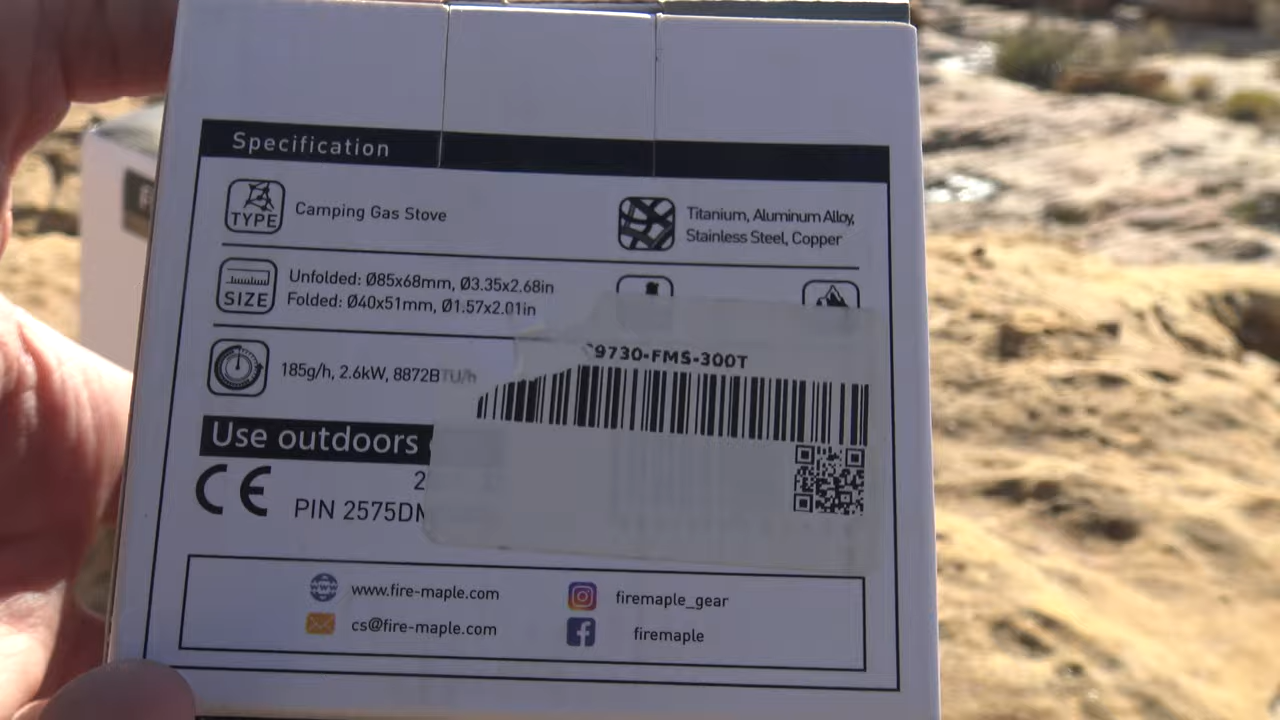 Specification
TYPE
Camping Gas Stove
Titanium, Aluminum Alloy,
Stainless Steel, Copper
SIZE
Unfolded: Ø85x68mm, Ø3.35x2.68in
Folded: Ø40x51mm, Ø1.57x2.01in
185g/h, 2.6kW, 8872BTU/h
9730-FMS-300T
Use outdoors
CE
2
PIN 2575DM
www.fire-maple.com
firemaple_gear
cs@fire-maple.com
firemaple